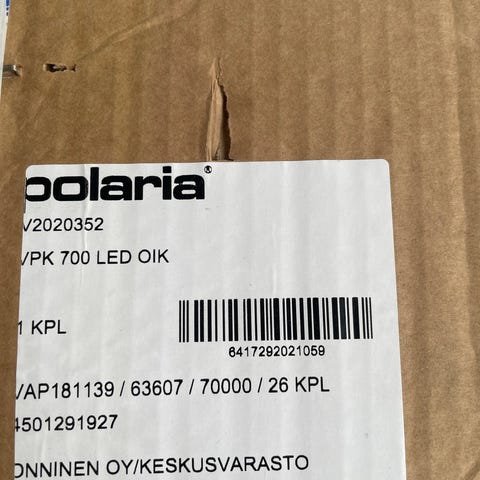 polaria®
V2020352
VPK 700 LED OIK
1 KPL
6417292021059
VAP181139 / 63607 / 70000 / 26 KPL
4501291927
ONNINEN OY/KESKUSVARASTO